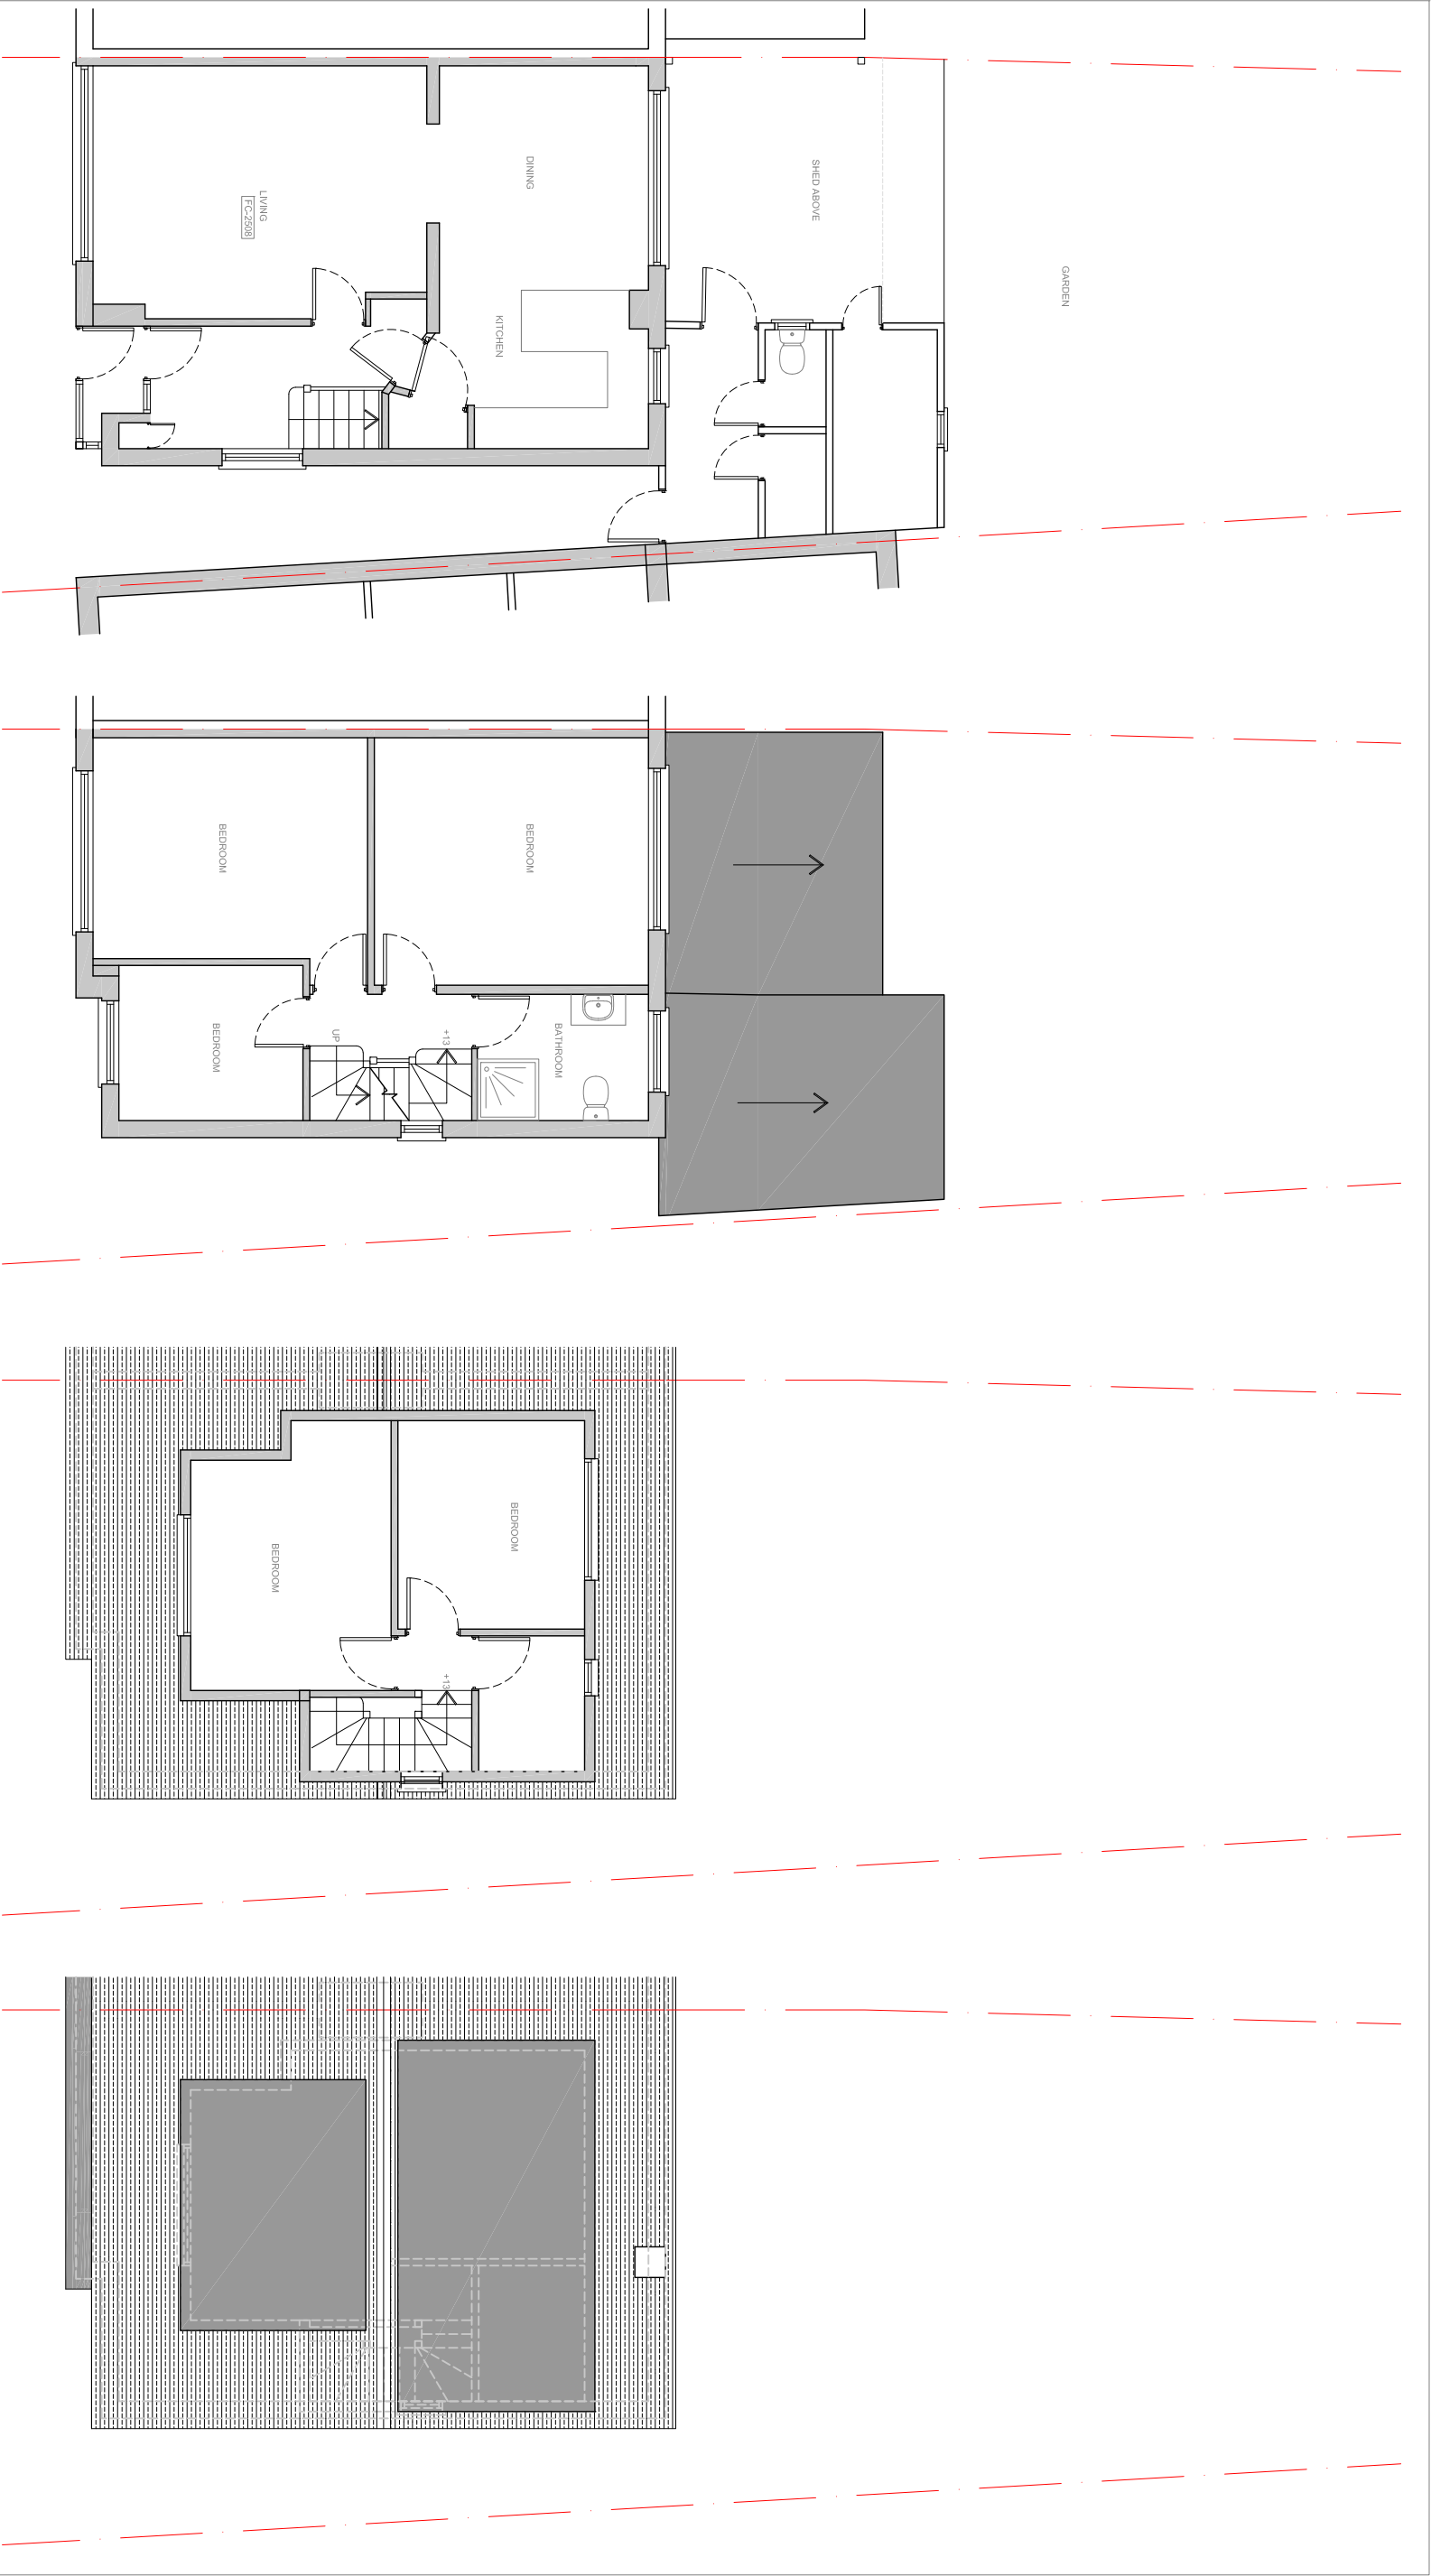 GARDEN
SHED ABOVE
DINING
KITCHEN
LIVING
FC-2508
BEDROOM
BEDROOM
BATHROOM
+13
UP
BEDROOM
BEDROOM
BEDROOM
+13